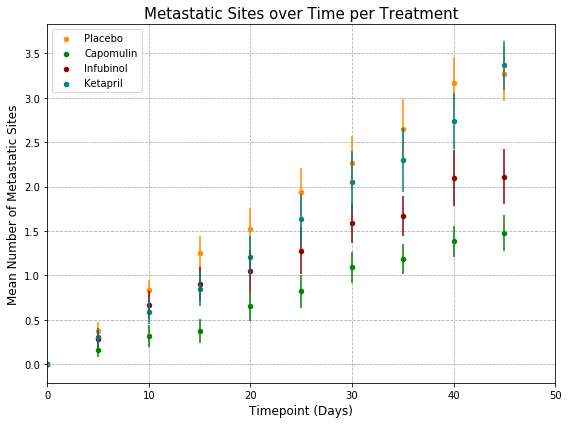 Metastatic Sites over Time per Treatment
Placebo
Capomulin
Infubinol
Ketapril
Mean Number of Metastatic Sites
3.5
3.0
2.5
2.0
1.5
1.0
0.5
0.0
0 10 20 30 40 50
Timepoint (Days)